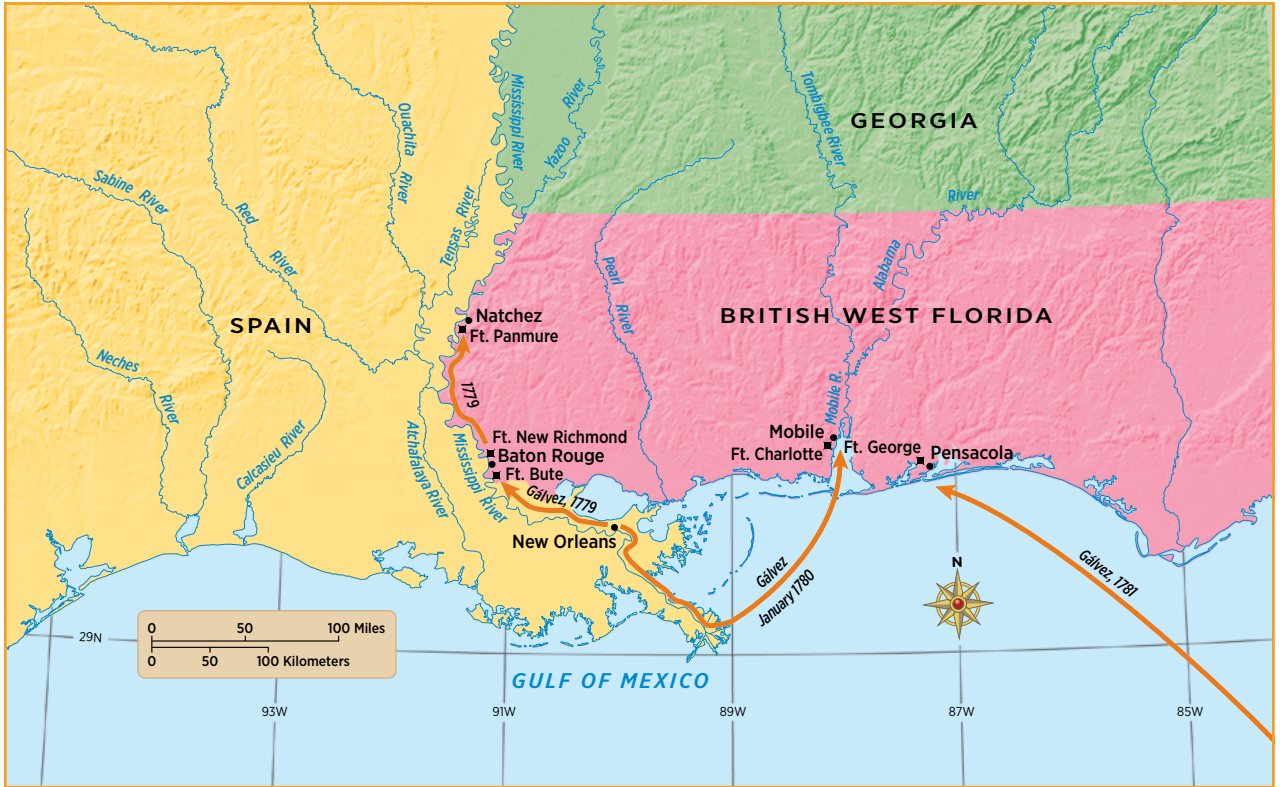 Mississippi River
Yazoo River
Ouachita River
Tombigbee River
GEORGIA
Sabine River
Red River
Tensas River
River
Alabama
Pearl River
SPAIN
Natchez
Ft. Panmure
BRITISH WEST FLORIDA
Neches River
1779
Mobile R.
Calcasieu River
Atchafalaya River
Mississippi River
Ft. New Richmond
Baton Rouge
Ft. Bute
Mobile
Ft. Charlotte
Ft. George
Pensacola
Gálvez, 1779
New Orleans
Gálvez
January 1780
Gálvez, 1781
N
0 50 100 Miles
0 50 100 Kilometers
29N
GULF OF MEXICO
93W
91W
89W
87W
85W